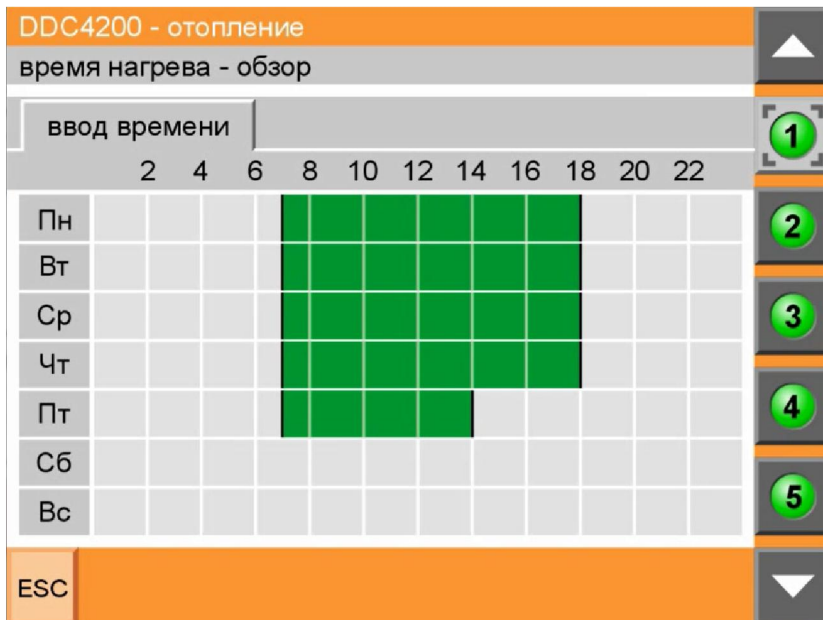 DDC4200 - отопление
время нагрева - обзор
ввод времени
2 4 6 8 10 12 14 16 18 20 22
Пн
Вт
Ср
Чт
Пт
Сб
Вс
ESC
1
2
3
4
5